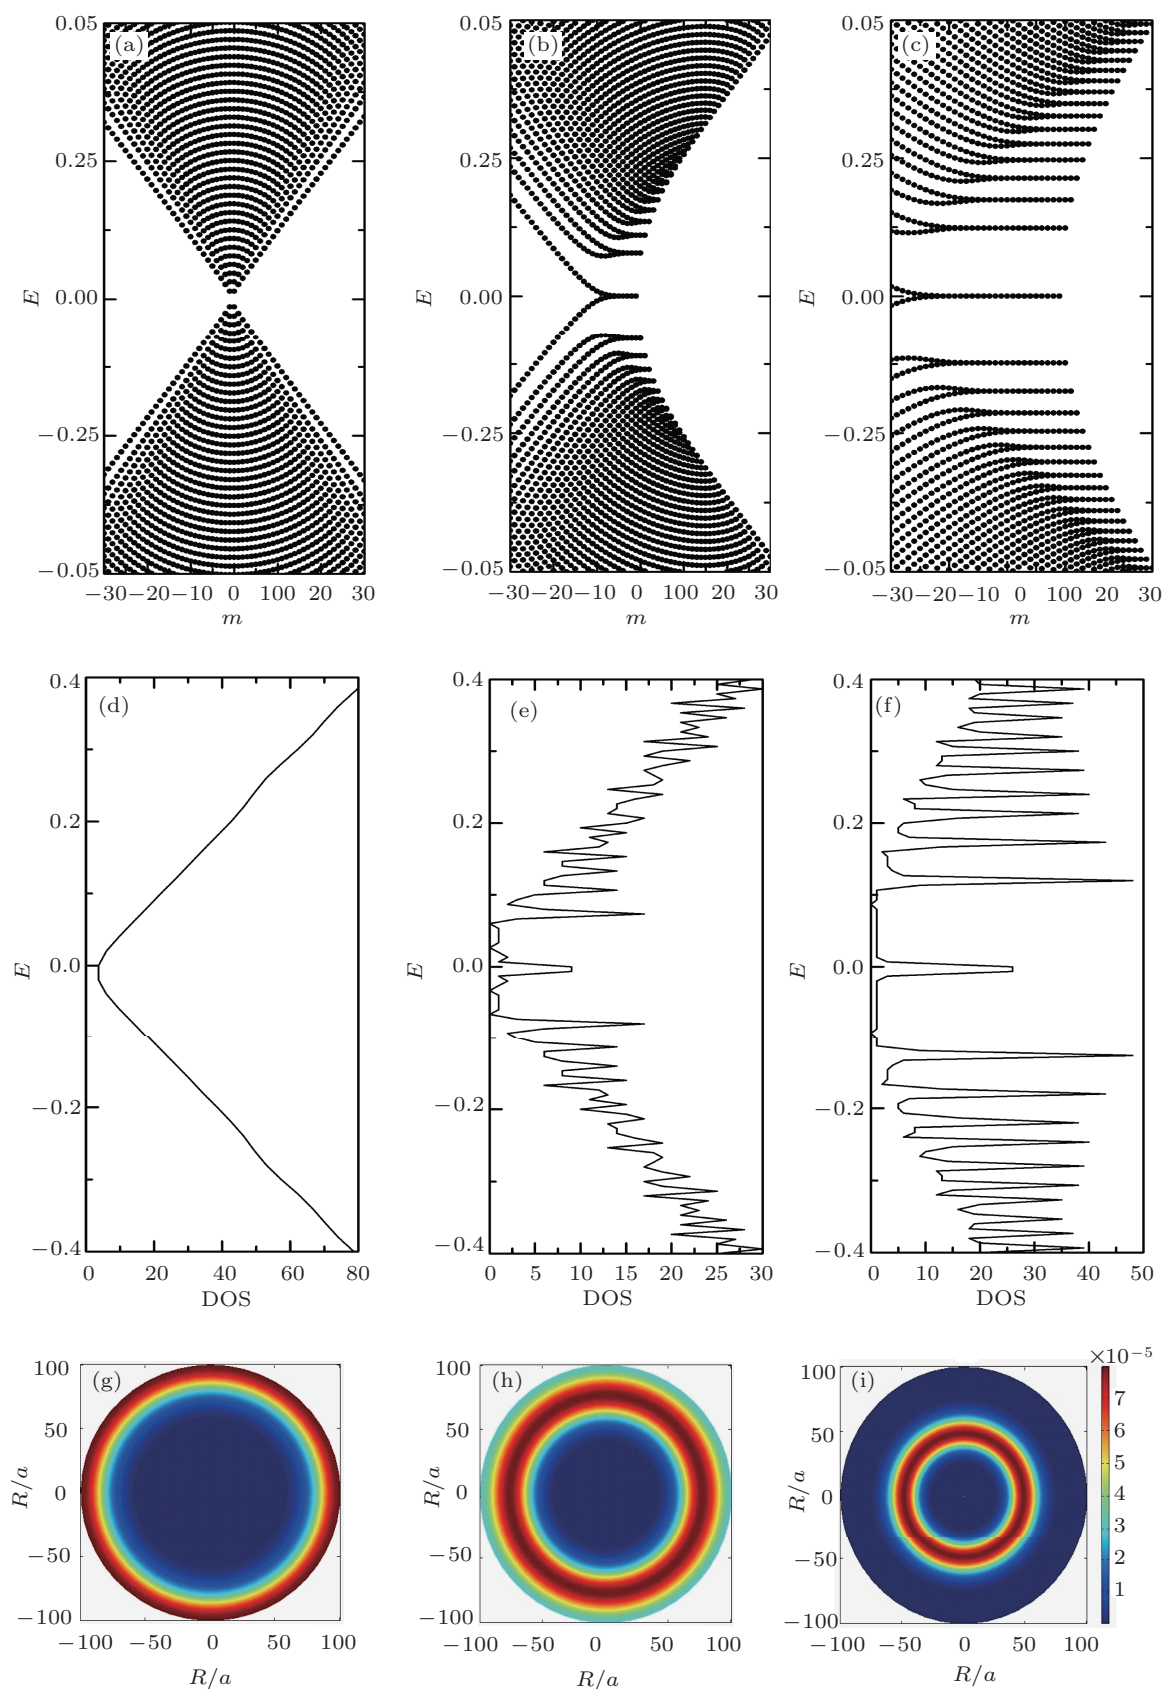 0.05
0.25
0.00
−0.25
−0.05
E
(a)
−30−20−10 0 100 20 30
m
0.05
0.25
0.00
−0.25
−0.05
E
(b)
−30−20−10 0 100 20 30
m
0.05
0.25
0.00
−0.25
−0.05
E
(c)
−30−20−10 0 100 20 30
m
0.4
0.2
0.0
−0.2
−0.4
E
(d)
0 20 40 60 80
DOS
0.4
0.2
0.0
−0.2
−0.4
E
(e)
0 5 10 15 20 25 30
DOS
0.4
0.2
0.0
−0.2
−0.4
E
(f)
0 10 20 30 40 50
DOS
100
50
0
−50
−100
R/a
(g)
−100 −50 0 50 100
R/a
100
50
0
−50
−100
R/a
(h)
−100 −50 0 50 100
R/a
100
50
0
−50
−100
R/a
(i)
−100 −50 0 50 100
R/a
×10⁻⁵
7
6
5
4
3
2
1